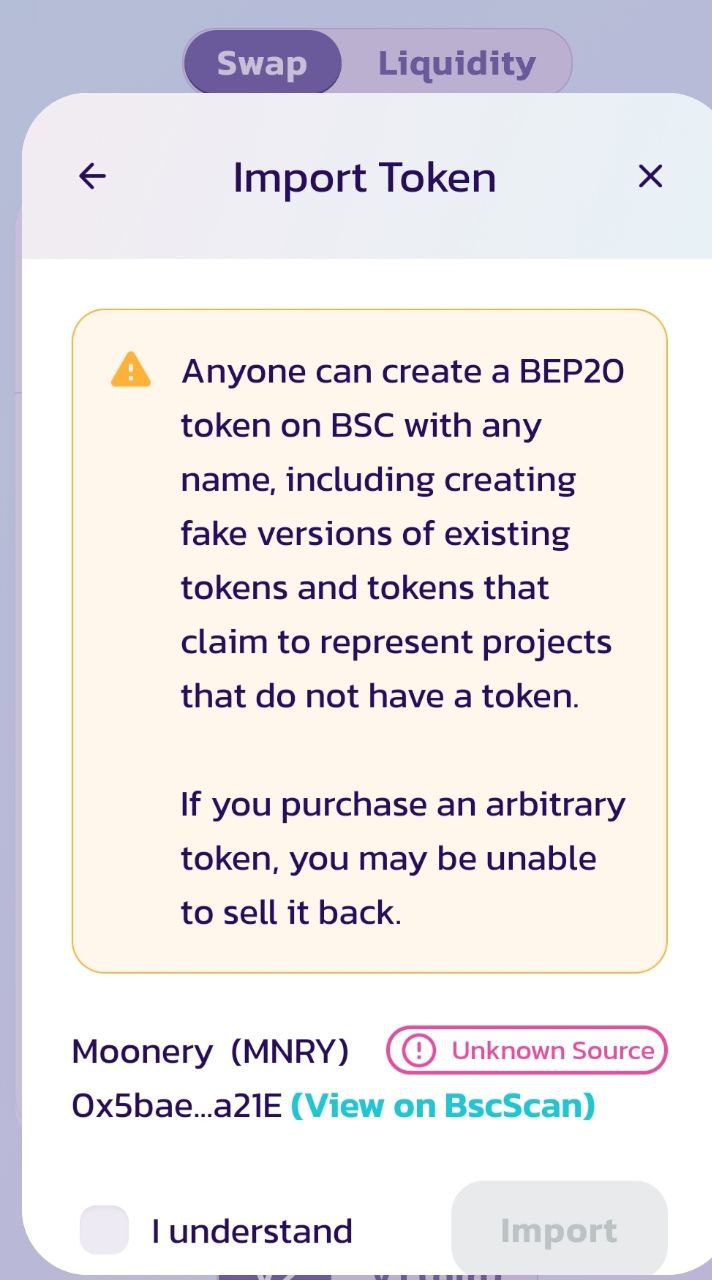 Swap Liquidity
Import Token
Anyone can create a BEP20
token on BSC with any
name, including creating
fake versions of existing
tokens and tokens that
claim to represent projects
that do not have a token.
If you purchase an arbitrary
token, you may be unable
to sell it back.
Moonery (MNRY) Unknown Source
0x5bae...a21E (View on BscScan)
I understand Import